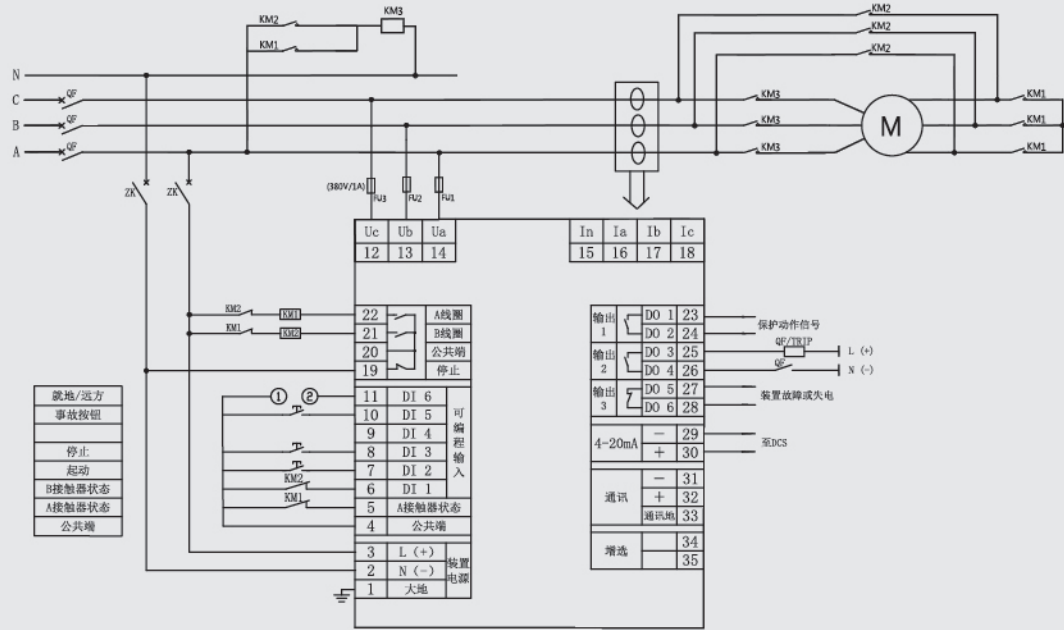 KM2 KM3
KM1
KM2
KM2
KM2
N
C QF KM3 KM1
B QF KM3 KM1
A QF KM3 KM1
M
ZK ZK
(380V/1A) FU3 FU2 FU1
Uc Ub Ua
12 13 14
In Ia Ib Ic
15 16 17 18
KM2 KM1 22 A线圈
KM1 KM2 21 B线圈
20 公共端
19 停止
就地/远方 ① ② 11 DI 6
事故按钮 10 DI 5
9 DI 4
停止 8 DI 3
起动 7 DI 2
B接触器状态 KM2 6 DI 1
可编程输入
A接触器状态 KM1 5 A接触器状态
公共端 4 公共端
3 L (+)
2 N (-)
1 大地
装置电源
输出1 DO 1 23
DO 2 24
保护动作信号
输出2 DO 3 25 QF/TRIP L (+)
DO 4 26 QF N (-)
输出3 DO 5 27
DO 6 28
装置故障或失电
4-20mA - 29
+ 30
至DCS
通讯 - 31
+ 32
通讯地 33
增选 34
35